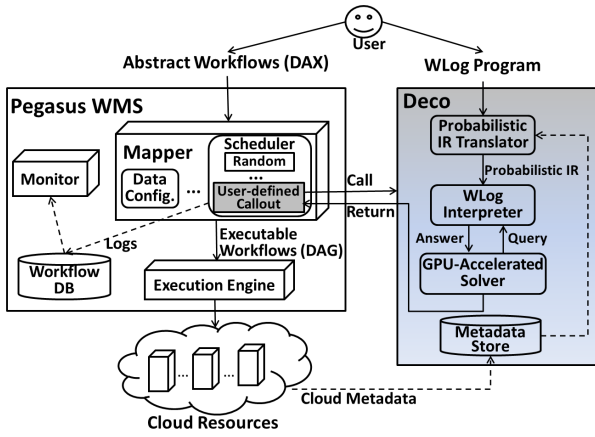 User
Abstract Workflows (DAX)
WLog Program
Pegasus WMS
Deco
Mapper
Scheduler
Random
...
Data
Config.
...
User-defined
Callout
Monitor
Logs
Workflow
DB
Executable
Workflows (DAG)
Execution Engine
Call
Return
Probabilistic
IR Translator
Probabilistic IR
WLog
Interpreter
Answer
Query
GPU-Accelerated
Solver
Metadata
Store
... ...
Cloud Metadata
Cloud Resources